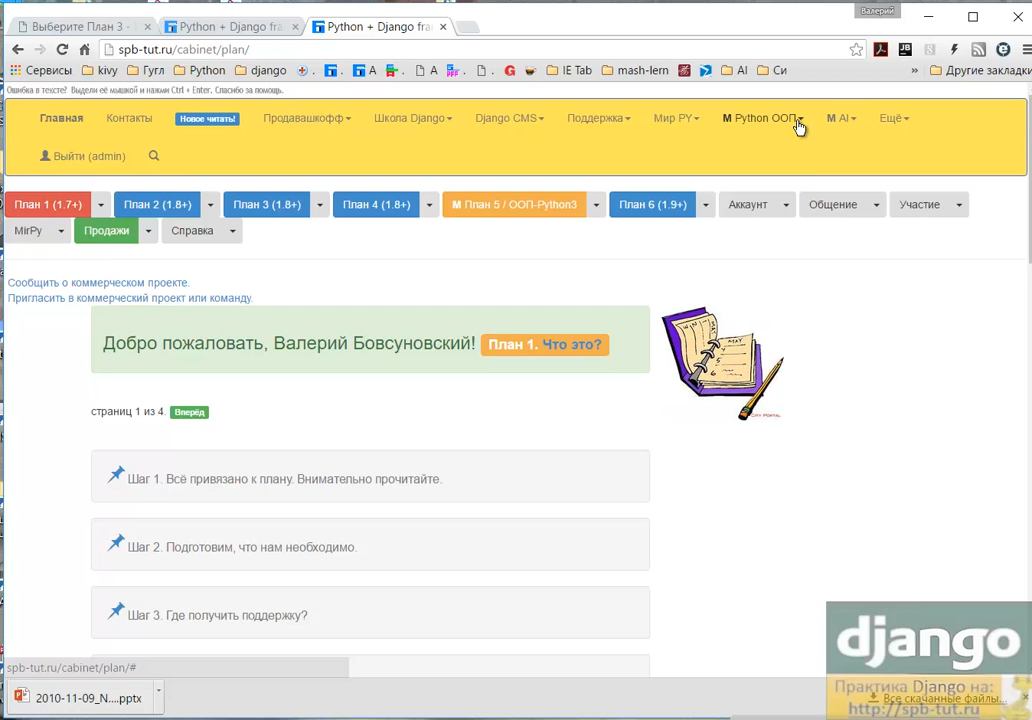 Валерий
Выберите План 3 -
Python + Django fra
Python + Django fra
spb-tut.ru/cabinet/plan/
Сервисы kivy Гугл Python django A A G IE Tab mash-lern AI Си » Другие закладки
Ошибка в тексте? Выдели её мышкой и нажми Ctrl + Enter. Спасибо за помощь.
Главная Контакты Новое читать! Продавашкофф Школа Django Django CMS Поддержка Мир PY M Python ООП M AI Ещё
Выйти (admin)
План 1 (1.7+) План 2 (1.8+) План 3 (1.8+) План 4 (1.8+) M План 5 / ООП-Python3 План 6 (1.9+) Аккаунт Общение Участие
MirPy Продажи Справка
Сообщить о коммерческом проекте.
Пригласить в коммерческий проект или команду.
Добро пожаловать, Валерий Бовсуновский! План 1. Что это?
CITY PORTAL
страниц 1 из 4. Вперёд
Шаг 1. Всё привязано к плану. Внимательно прочитайте.
Шаг 2. Подготовим, что нам необходимо.
Шаг 3. Где получить поддержку?
django
spb-tut.ru/cabinet/plan/#
Практика Django на:
2010-11-09_N....pptx
Все скачанные файлы...
http://spb-tut.ru